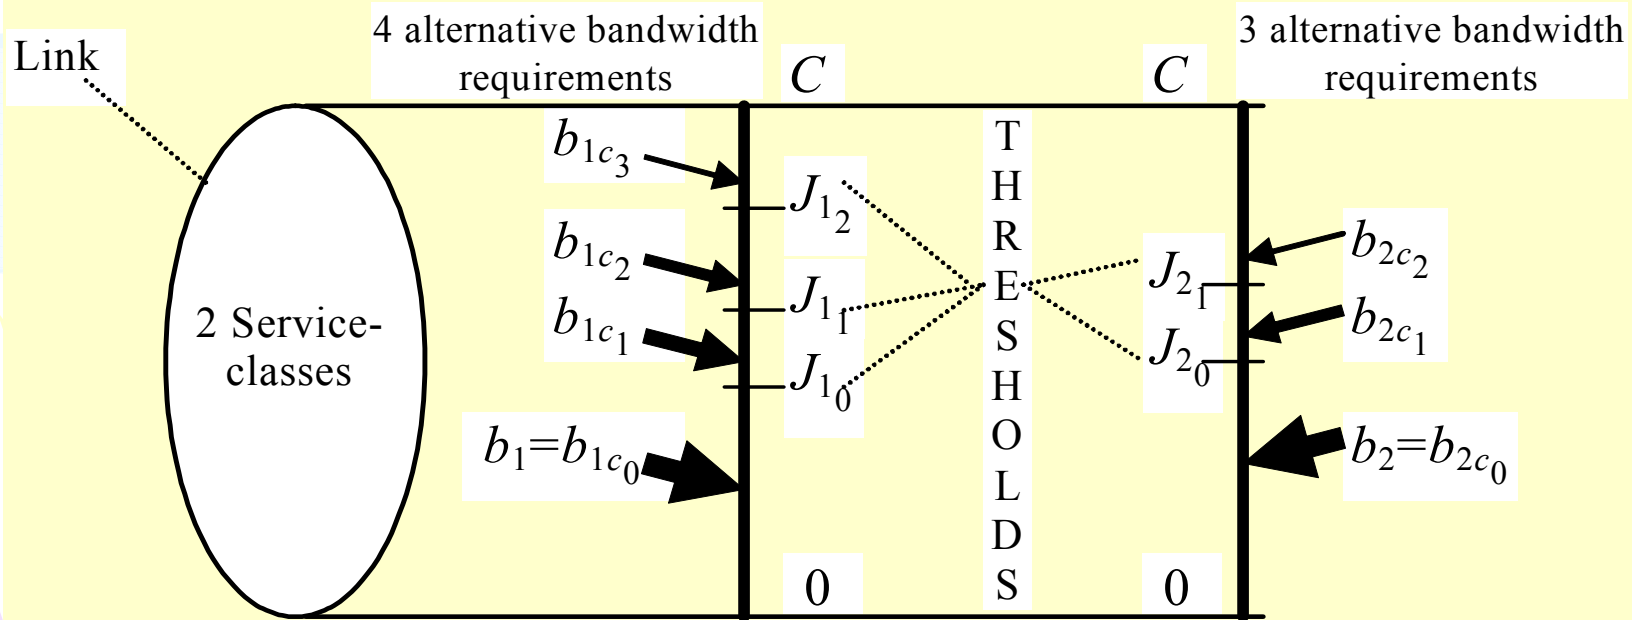 Link
4 alternative bandwidth
requirements
C
C
3 alternative bandwidth
requirements
b1c3
J12
b1c2
J11
b1c1
J10
b1=b1c0
0
2 Service-
classes
T
H
R
E
S
H
O
L
D
S
J21
b2c2
J20
b2c1
b2=b2c0
0